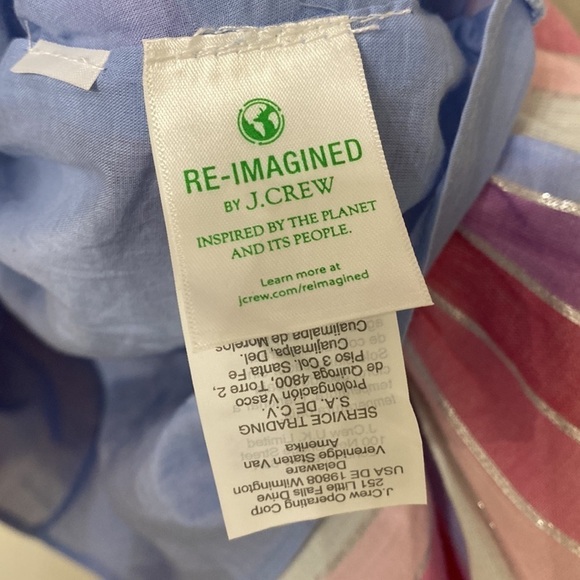 RE-IMAGINED
BY J.CREW
INSPIRED BY THE PLANET
AND ITS PEOPLE.
Learn more at
jcrew.com/reimagined
J.Crew Operating Corp
251 Little Falls Drive
USA DE 19808 Wilmington
Delaware
Verenidge Staten Van
Amerika
SERVICE TRADING
S.A. DE C.V.
Prolongación Vasco
de Quiroga 4800, Torre 2,
Piso 3 Col. Santa Fe
Cuajimalpa, Del.
Cuajimalpa de Morelos